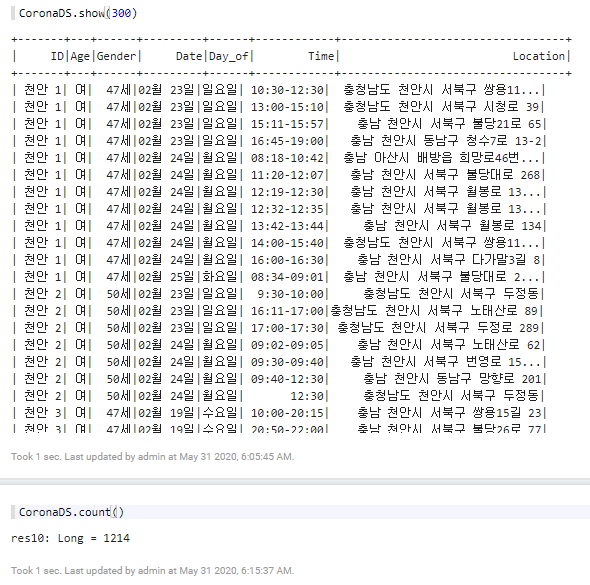 CoronaDS.show(300)
+-------+---+------+--------+------+-----------+----------------------------+
|     ID|Age|Gender|    Date|Day_of|       Time|                    Location|
+-------+---+------+--------+------+-----------+----------------------------+
| 천안 1| 여|  47세|02월 23일|일요일| 10:30-12:30|  충청남도 천안시 서북구 쌍용11...|
| 천안 1| 여|  47세|02월 23일|일요일| 13:00-15:10|  충청남도 천안시 서북구 시청로 39|
| 천안 1| 여|  47세|02월 23일|일요일| 15:11-15:57|    충남 천안시 서북구 불당21로 65|
| 천안 1| 여|  47세|02월 23일|일요일| 16:45-19:00|   충남 천안시 동남구 청수7로 13-2|
| 천안 1| 여|  47세|02월 24일|월요일| 08:18-10:42|  충남 아산시 배방읍 희망로46번...|
| 천안 1| 여|  47세|02월 24일|월요일| 11:20-12:07|   충남 천안시 서북구 불당대로 268|
| 천안 1| 여|  47세|02월 24일|월요일| 12:19-12:30|    충남 천안시 서북구 월봉로 13...|
| 천안 1| 여|  47세|02월 24일|월요일| 12:32-12:35|    충남 천안시 서북구 월봉로 13...|
| 천안 1| 여|  47세|02월 24일|월요일| 13:42-13:44|     충남 천안시 서북구 월봉로 134|
| 천안 1| 여|  47세|02월 24일|월요일| 14:00-15:40|  충청남도 천안시 서북구 쌍용11...|
| 천안 1| 여|  47세|02월 24일|월요일| 16:00-16:30|    충남 천안시 서북구 다가말3길 8|
| 천안 1| 여|  47세|02월 25일|화요일| 08:34-09:01|  충남 천안시 서북구 불당대로 2...|
| 천안 2| 여|  50세|02월 23일|일요일|  9:30-10:00|     충청남도 천안시 서북구 두정동|
| 천안 2| 여|  50세|02월 23일|일요일| 16:11-17:00|충청남도 천안시 서북구 노태산로 89|
| 천안 2| 여|  50세|02월 23일|일요일| 17:00-17:30| 충청남도 천안시 서북구 두정로 289|
| 천안 2| 여|  50세|02월 24일|월요일| 09:02-09:05|    충남 천안시 서북구 노태산로 62|
| 천안 2| 여|  50세|02월 24일|월요일| 09:30-09:40|    충남 천안시 서북구 번영로 15...|
| 천안 2| 여|  50세|02월 24일|월요일| 09:40-12:30|     충남 천안시 동남구 망향로 201|
| 천안 2| 여|  50세|02월 24일|월요일|       12:30|     충청남도 천안시 서북구 두정동|
| 천안 3| 여|  47세|02월 19일|수요일| 10:00-20:15|    충남 천안시 서북구 쌍용15길 23|
| 천안 3| 여|  47세|02월 19일|수요일| 20:50-22:00|    충남 천안시 서북구 불당26로 77|
Took 1 sec. Last updated by admin at May 31 2020, 6:05:45 AM.
CoronaDS.count()
res10: Long = 1214
Took 1 sec. Last updated by admin at May 31 2020, 6:15:37 AM.